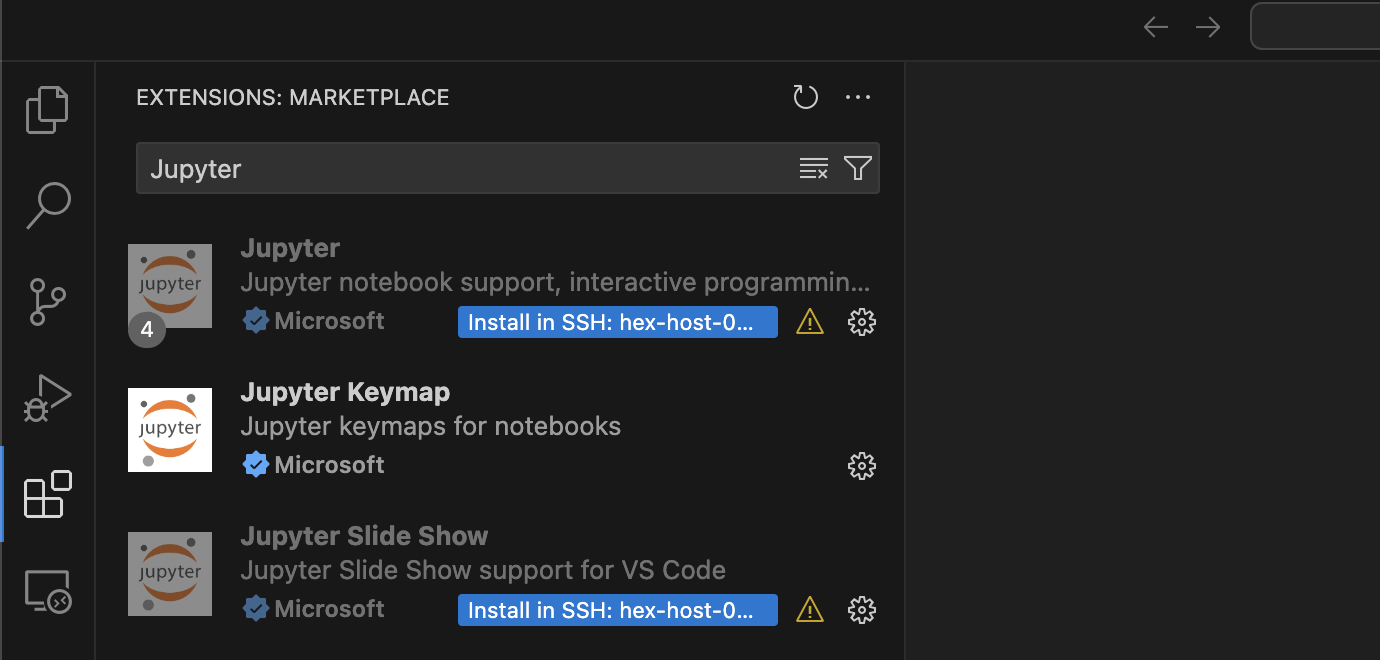 EXTENSIONS: MARKETPLACE
Jupyter
jupyter
4
Jupyter
Jupyter notebook support, interactive programmin...
Microsoft
Install in SSH: hex-host-0...
jupyter
Jupyter Keymap
Jupyter keymaps for notebooks
Microsoft
jupyter
Jupyter Slide Show
Jupyter Slide Show support for VS Code
Microsoft
Install in SSH: hex-host-0...